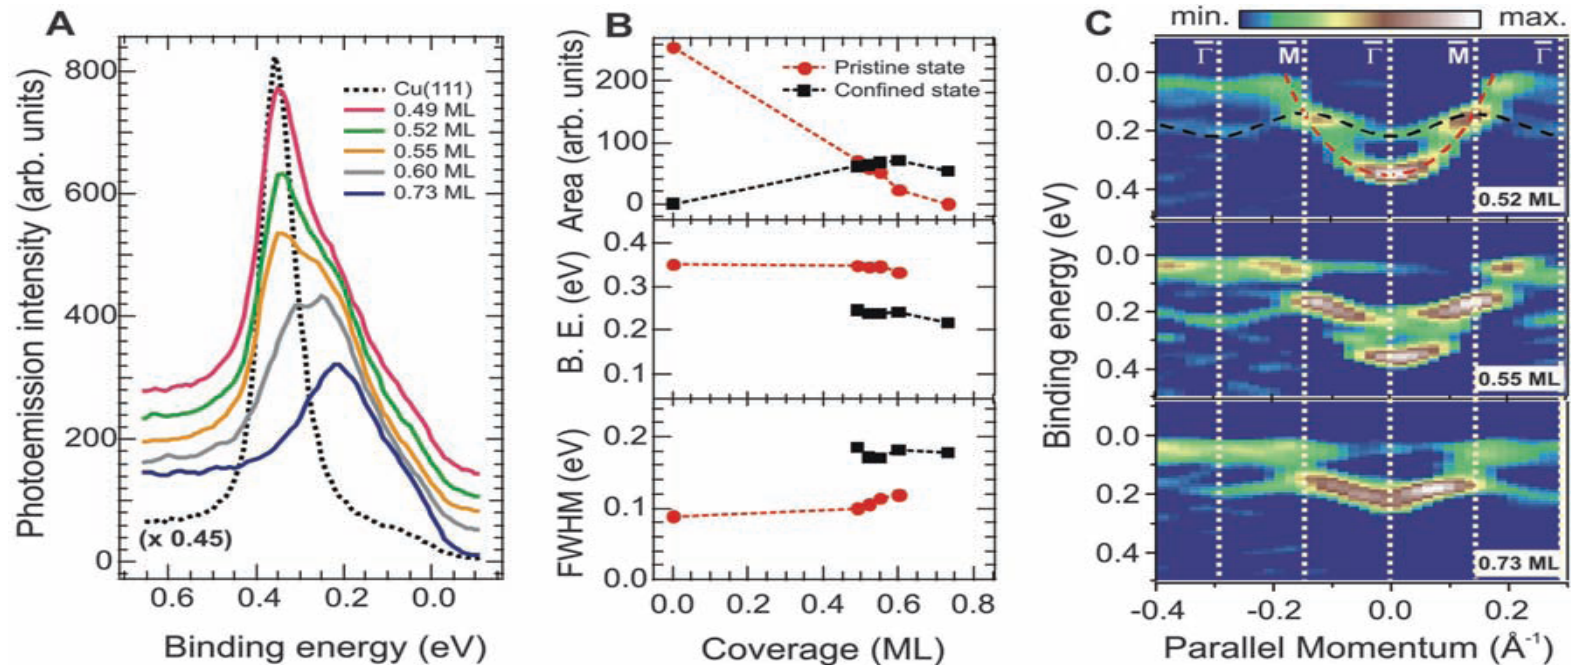 A
Photoemission intensity (arb. units)
800
600
400
200
0
Cu(111)
0.49 ML
0.52 ML
0.55 ML
0.60 ML
0.73 ML
(x 0.45)
0.6
0.4
0.2
0.0
Binding energy (eV)
B
Area (arb. units)
200
100
0
Pristine state
Confined state
B. E. (eV)
0.4
0.3
0.2
0.1
FWHM (eV)
0.2
0.1
0.0
0.0
0.2
0.4
0.6
0.8
Coverage (ML)
C
min.
max.
Γ̅
M̅
Γ̅
M̅
Γ̅
Binding energy (eV)
0.0
0.2
0.4
0.52 ML
0.0
0.2
0.4
0.55 ML
0.0
0.2
0.4
0.73 ML
-0.4
-0.2
0.0
0.2
Parallel Momentum (Å⁻¹)